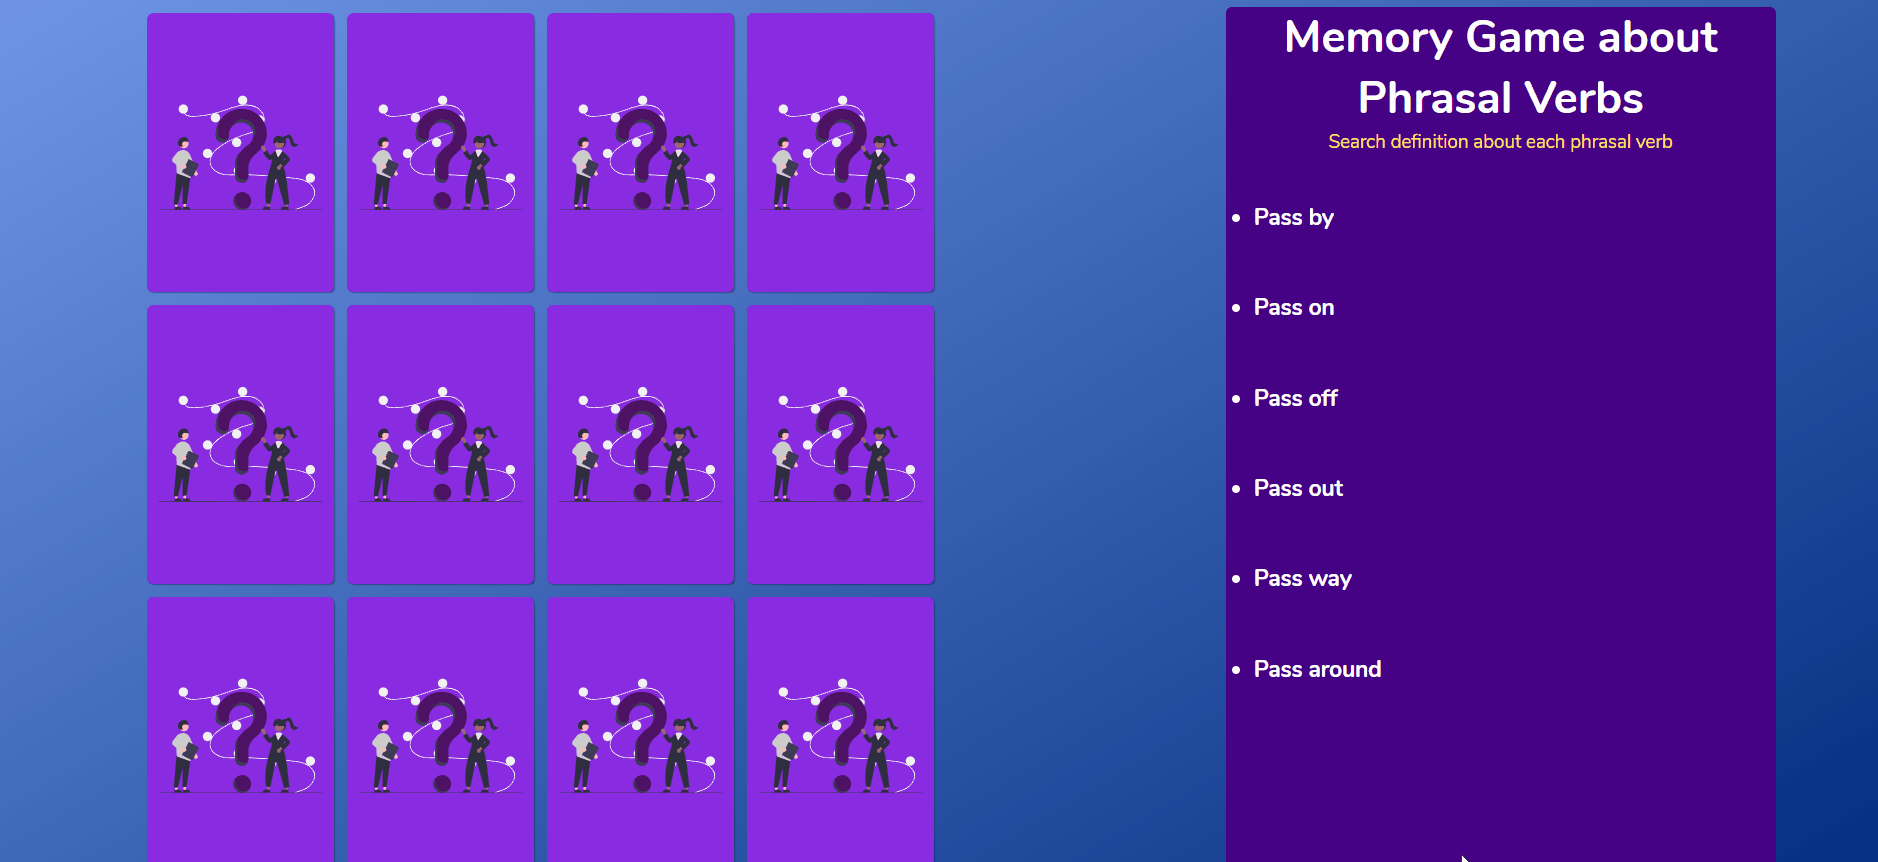 Memory Game about
Phrasal Verbs
Search definition about each phrasal verb
Pass by
Pass on
Pass off
Pass out
Pass way
Pass around